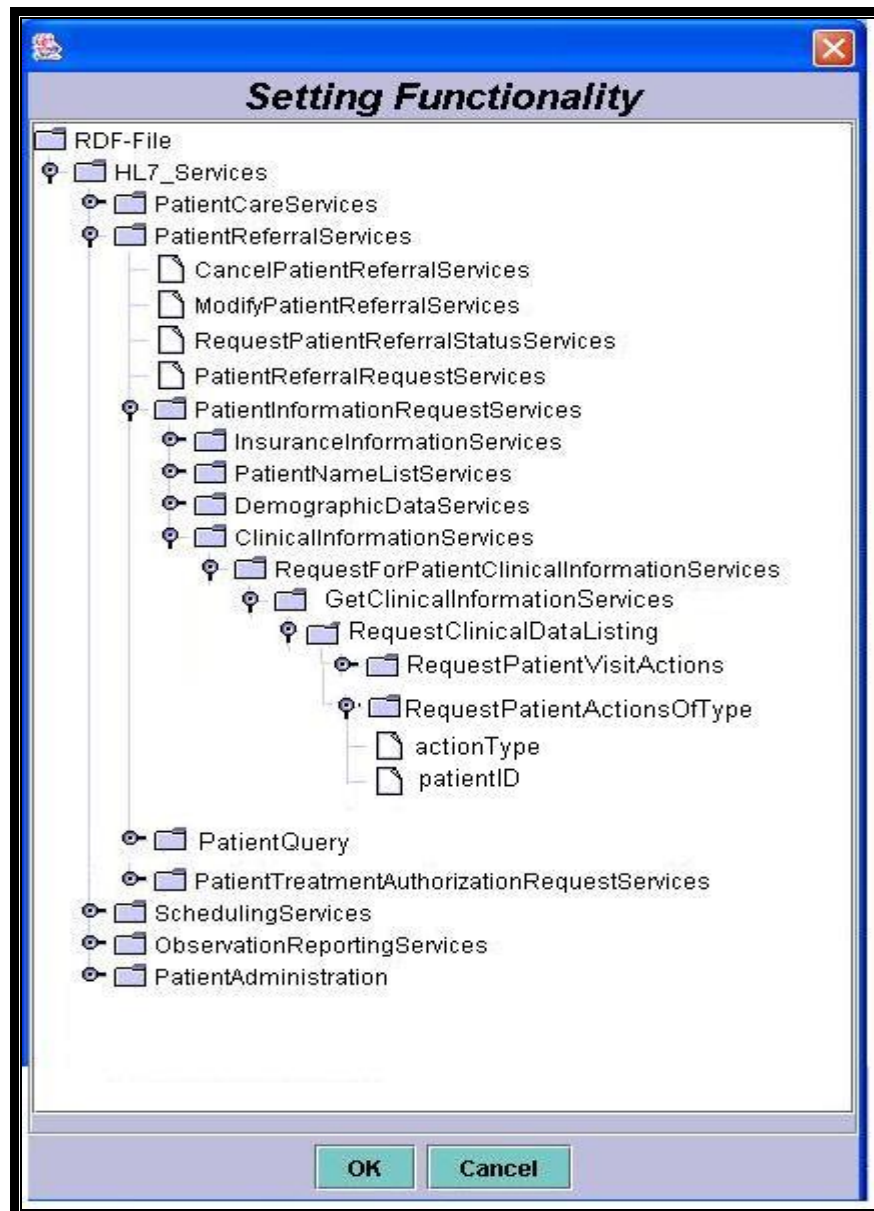 Setting Functionality
RDF-File
HL7_Services
PatientCareServices
PatientReferralServices
CancelPatientReferralServices
ModifyPatientReferralServices
RequestPatientReferralStatusServices
PatientReferralRequestServices
PatientInformationRequestServices
InsuranceInformationServices
PatientNameListServices
DemographicDataServices
ClinicalInformationServices
RequestForPatientClinicalInformationServices
GetClinicalInformationServices
RequestClinicalDataListing
RequestPatientVisitActions
RequestPatientActionsOfType
actionType
patientID
PatientQuery
PatientTreatmentAuthorizationRequestServices
SchedulingServices
ObservationReportingServices
PatientAdministration
OK Cancel